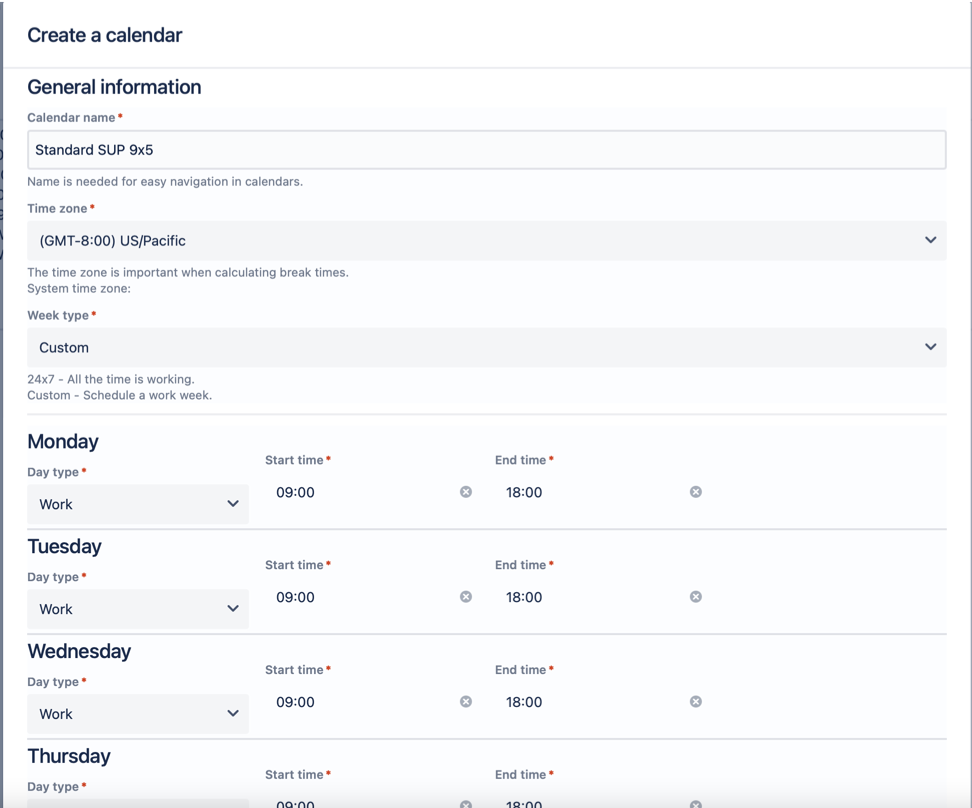 Create a calendar
General information
Calendar name*
Standard SUP 9x5
Name is needed for easy navigation in calendars.
Time zone*
(GMT-8:00) US/Pacific
The time zone is important when calculating break times.
System time zone:
Week type*
Custom
24x7 - All the time is working.
Custom - Schedule a work week.
Monday
Day type* Start time* End time*
Work 09:00 18:00
Tuesday
Day type* Start time* End time*
Work 09:00 18:00
Wednesday
Day type* Start time* End time*
Work 09:00 18:00
Thursday
Day type* Start time* End time*
09:00 18:00